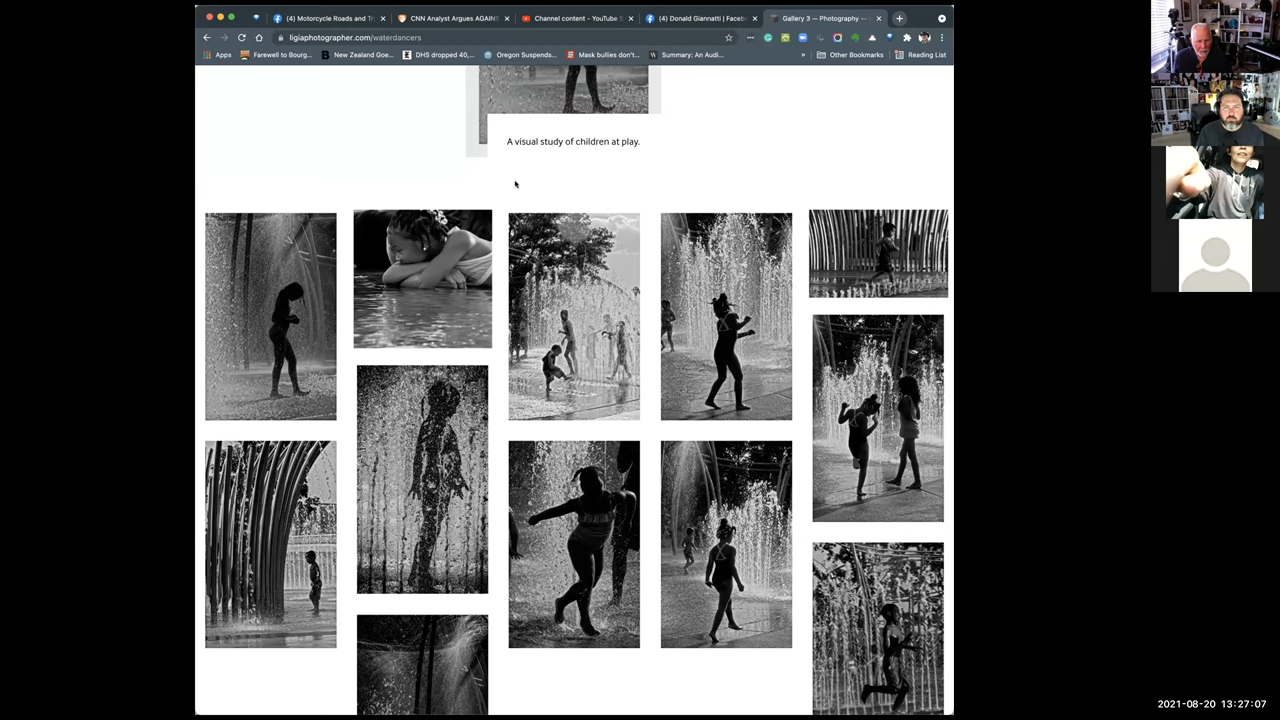 (4) Motorcycle Roads and Tr
CNN Analyst Argues AGAINS
Channel content - YouTube S
(4) Donald Giannatti | Faceb
Gallery 3 — Photography —
ligiaphotographer.com/waterdancers
Apps
Farewell to Bourg...
New Zealand Goe...
DHS dropped 40,...
Oregon Suspends...
Mask bullies don't...
Summary: An Audi...
»
Other Bookmarks
Reading List
A visual study of children at play.
2021-08-20 13:27:07